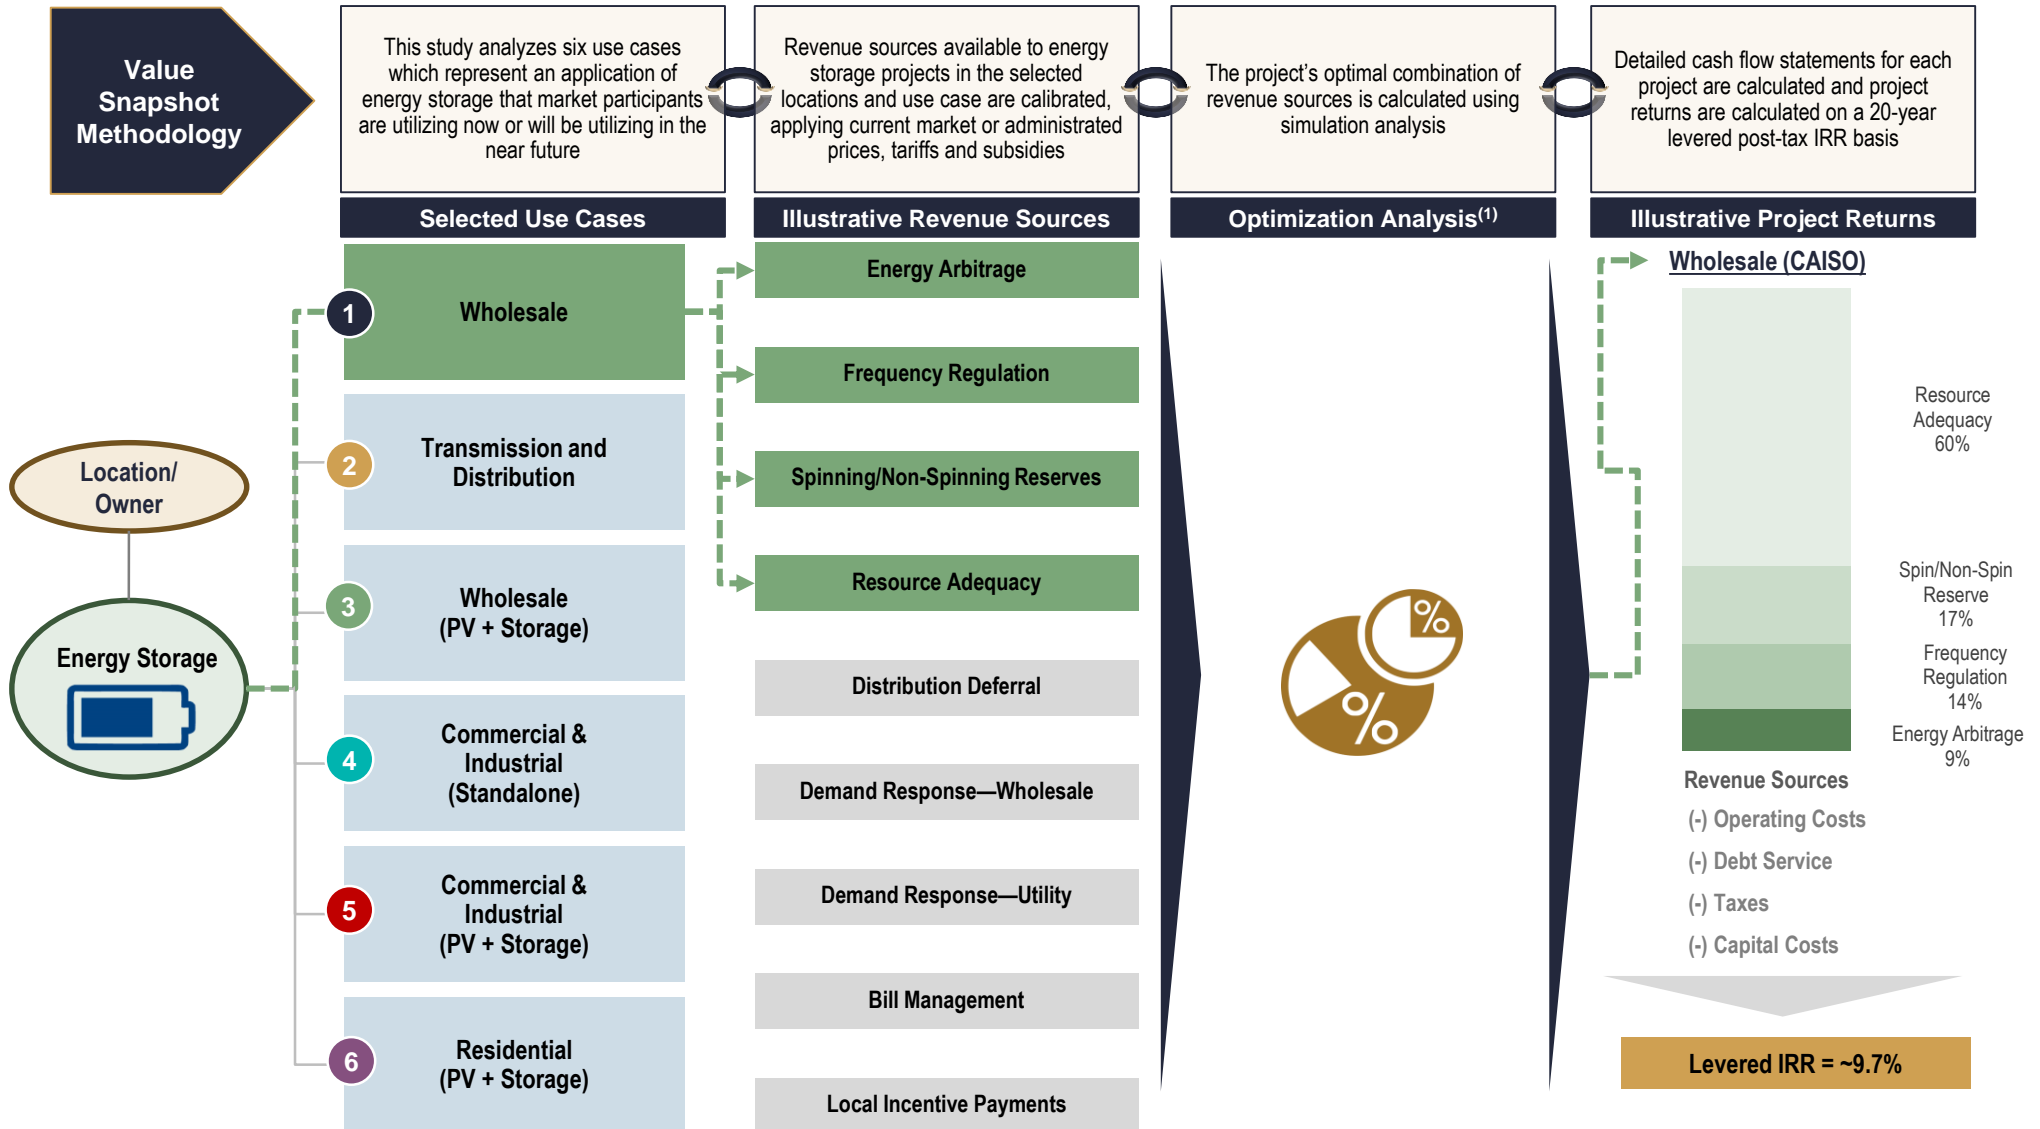 Value
Snapshot
Methodology
This study analyzes six use cases
which represent an application of
energy storage that market participants
are utilizing now or will be utilizing in the
near future
Revenue sources available to energy
storage projects in the selected
locations and use case are calibrated,
applying current market or administrated
prices, tariffs and subsidies
The project’s optimal combination of
revenue sources is calculated using
simulation analysis
Detailed cash flow statements for each
project are calculated and project
returns are calculated on a 20-year
levered post-tax IRR basis
Selected Use Cases
Illustrative Revenue Sources
Optimization Analysis(1)
Illustrative Project Returns
Location/
Owner
Energy Storage
1
Wholesale
2
Transmission and
Distribution
3
Wholesale
(PV + Storage)
4
Commercial &
Industrial
(Standalone)
5
Commercial &
Industrial
(PV + Storage)
6
Residential
(PV + Storage)
Energy Arbitrage
Frequency Regulation
Spinning/Non-Spinning Reserves
Resource Adequacy
Distribution Deferral
Demand Response—Wholesale
Demand Response—Utility
Bill Management
Local Incentive Payments
%
%
Wholesale (CAISO)
Resource
Adequacy
60%
Spin/Non-Spin
Reserve
17%
Frequency
Regulation
14%
Energy Arbitrage
9%
Revenue Sources
(-) Operating Costs
(-) Debt Service
(-) Taxes
(-) Capital Costs
Levered IRR = ~9.7%